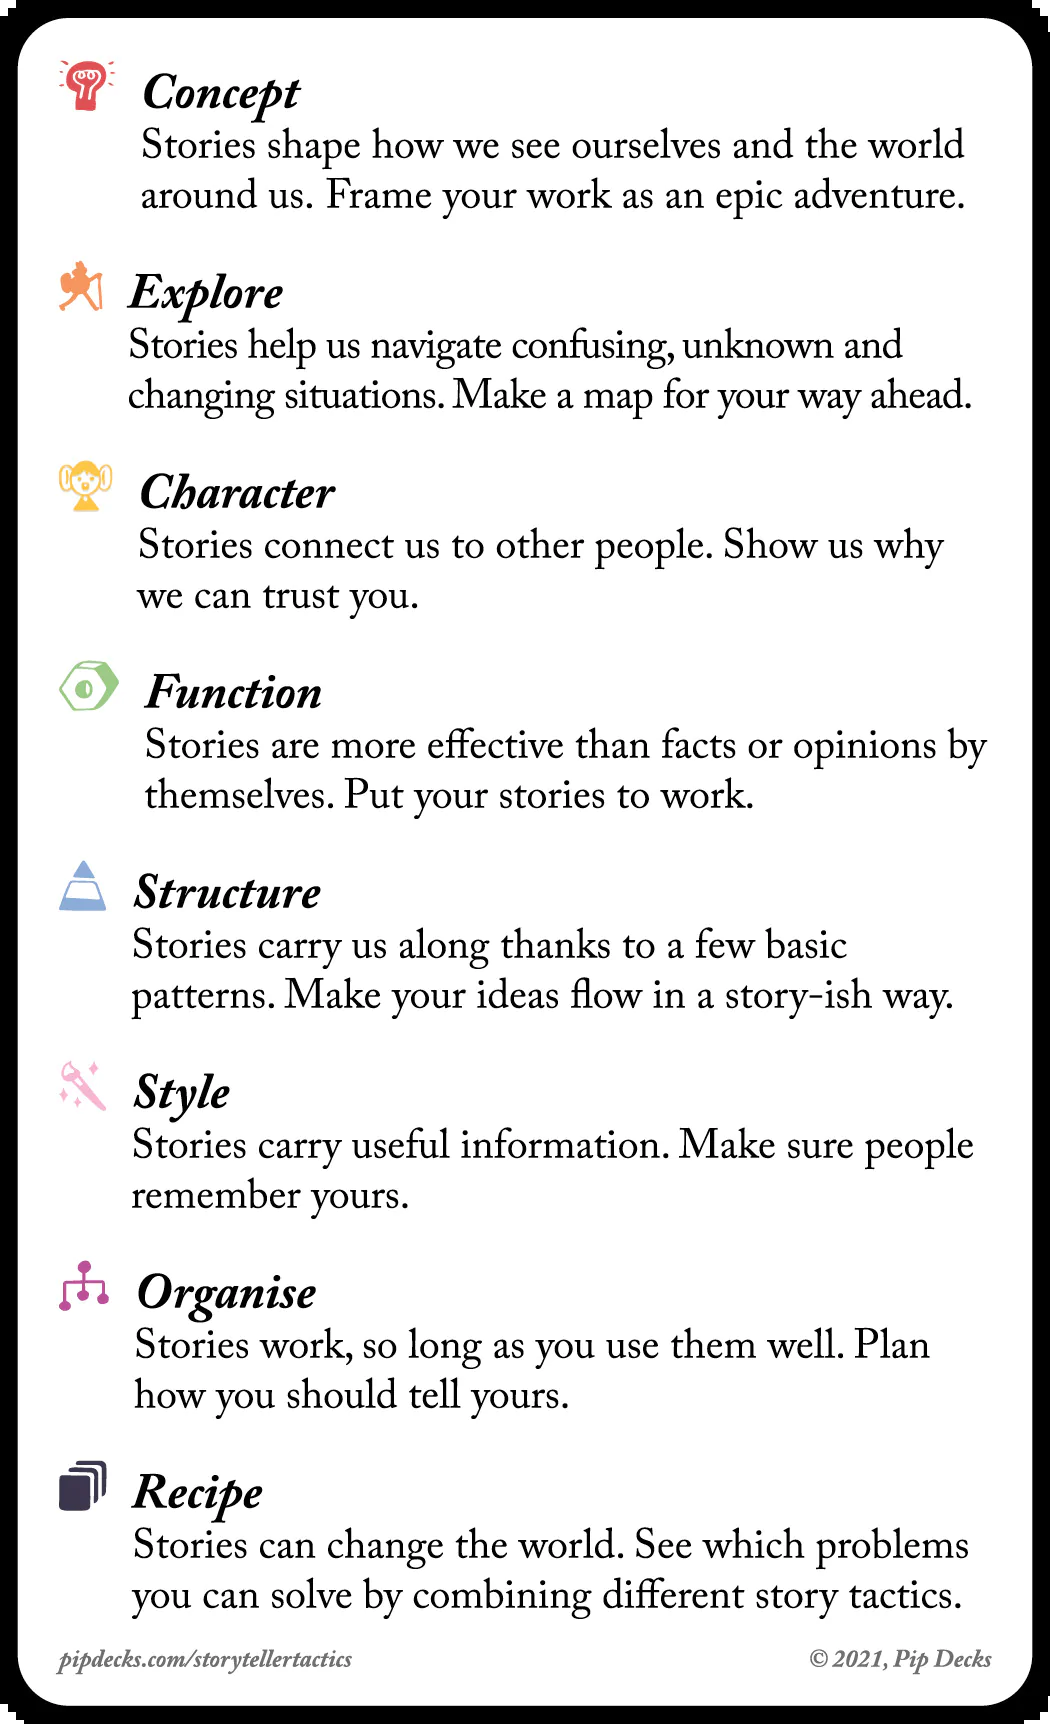 Concept
Stories shape how we see ourselves and the world
around us. Frame your work as an epic adventure.
Explore
Stories help us navigate confusing, unknown and
changing situations. Make a map for your way ahead.
Character
Stories connect us to other people. Show us why
we can trust you.
Function
Stories are more effective than facts or opinions by
themselves. Put your stories to work.
Structure
Stories carry us along thanks to a few basic
patterns. Make your ideas flow in a story-ish way.
Style
Stories carry useful information. Make sure people
remember yours.
Organise
Stories work, so long as you use them well. Plan
how you should tell yours.
Recipe
Stories can change the world. See which problems
you can solve by combining different story tactics.
pipdecks.com/storytellertactics © 2021, Pip Decks